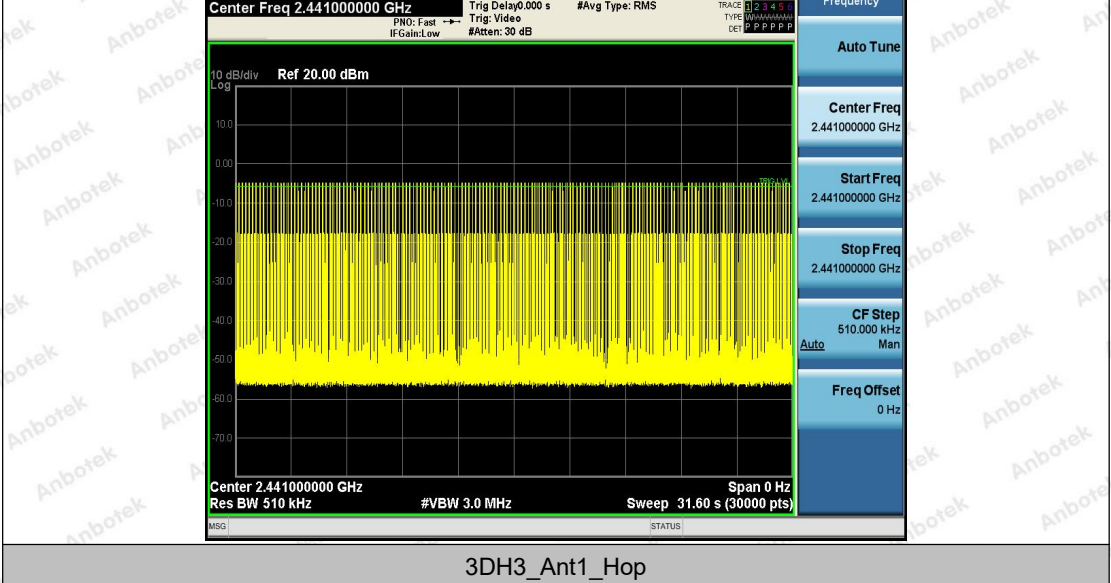 Center Freq 2.441000000 GHz
Trig Delay0.000 s
#Avg Type: RMS
TRACE 1 2 3 4 5 6
PNO: Fast
Trig: Video
TYPE
IFGain:Low
#Atten: 30 dB
DET P P P P P P
Frequency
Auto Tune
10 dB/div
Ref 20.00 dBm
Log
10.0
0.00
TRIG LVL
-10.0
-20.0
-30.0
-40.0
-50.0
-60.0
-70.0
Center Freq
2.441000000 GHz
Start Freq
2.441000000 GHz
Stop Freq
2.441000000 GHz
CF Step
510.000 kHz
Auto Man
Freq Offset
0 Hz
Center 2.441000000 GHz
Span 0 Hz
Res BW 510 kHz
#VBW 3.0 MHz
Sweep 31.60 s (30000 pts)
MSG
STATUS
3DH3_Ant1_Hop
Anbotek